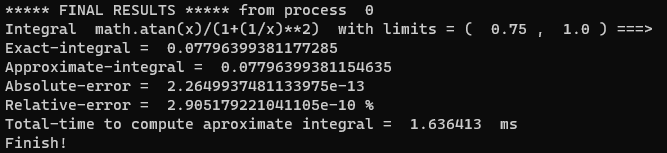 ***** FINAL RESULTS ***** from process  0
Integral  math.atan(x)/(1+(1/x)**2)  with limits = (  0.75 ,  1.0 ) ===>
Exact-integral =  0.07796399381177285
Approximate-integral =  0.07796399381154635
Absolute-error =  2.2649937481133975e-13
Relative-error =  2.905179221041105e-10 %
Total-time to compute aproximate integral =  1.636413  ms
Finish!